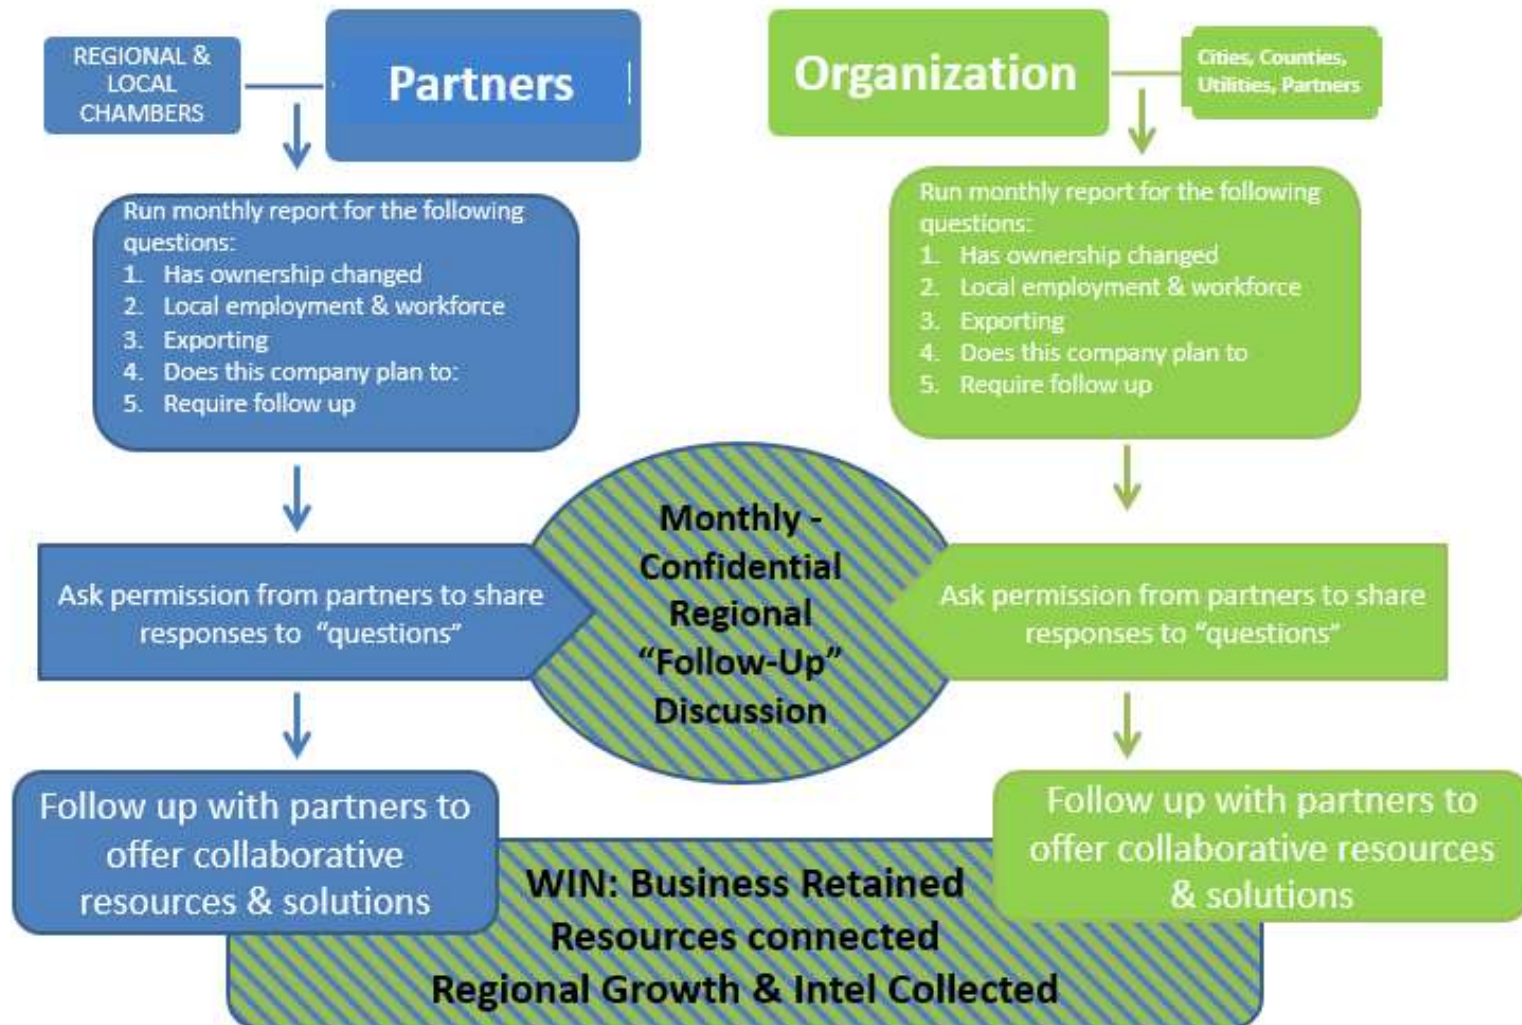 REGIONAL &
LOCAL
CHAMBERS
Partners
Organization
Cities, Counties,
Utilities, Partners
Run monthly report for the following
questions:
1. Has ownership changed
2. Local employment & workforce
3. Exporting
4. Does this company plan to:
5. Require follow up
Run monthly report for the following
questions:
1. Has ownership changed
2. Local employment & workforce
3. Exporting
4. Does this company plan to
5. Require follow up
Ask permission from partners to share
responses to “questions”
Monthly -
Confidential
Regional
“Follow-Up”
Discussion
Ask permission from partners to share
responses to “questions”
Follow up with partners to
offer collaborative
resources & solutions
Follow up with partners to
offer collaborative resources
& solutions
WIN: Business Retained
Resources connected
Regional Growth & Intel Collected